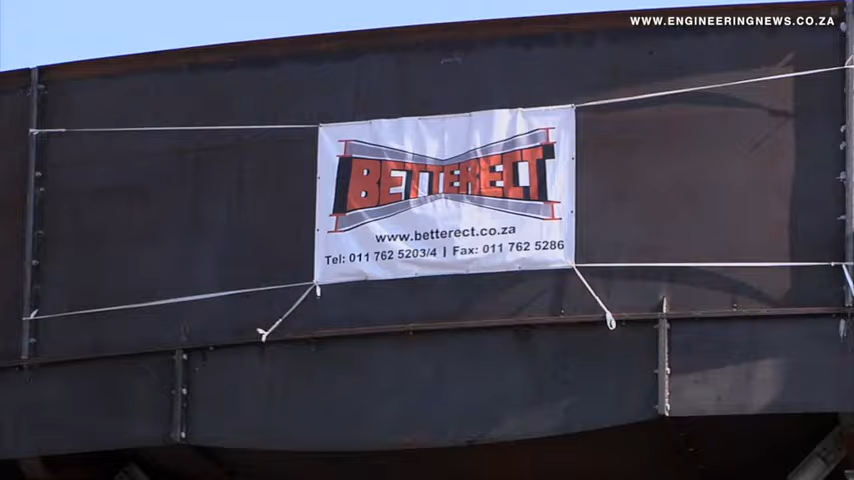 WWW.ENGINEERINGNEWS.CO.ZA
BETTERECT
www.betterect.co.za
Tel: 011 762 5203/4 | Fax: 011 762 5286